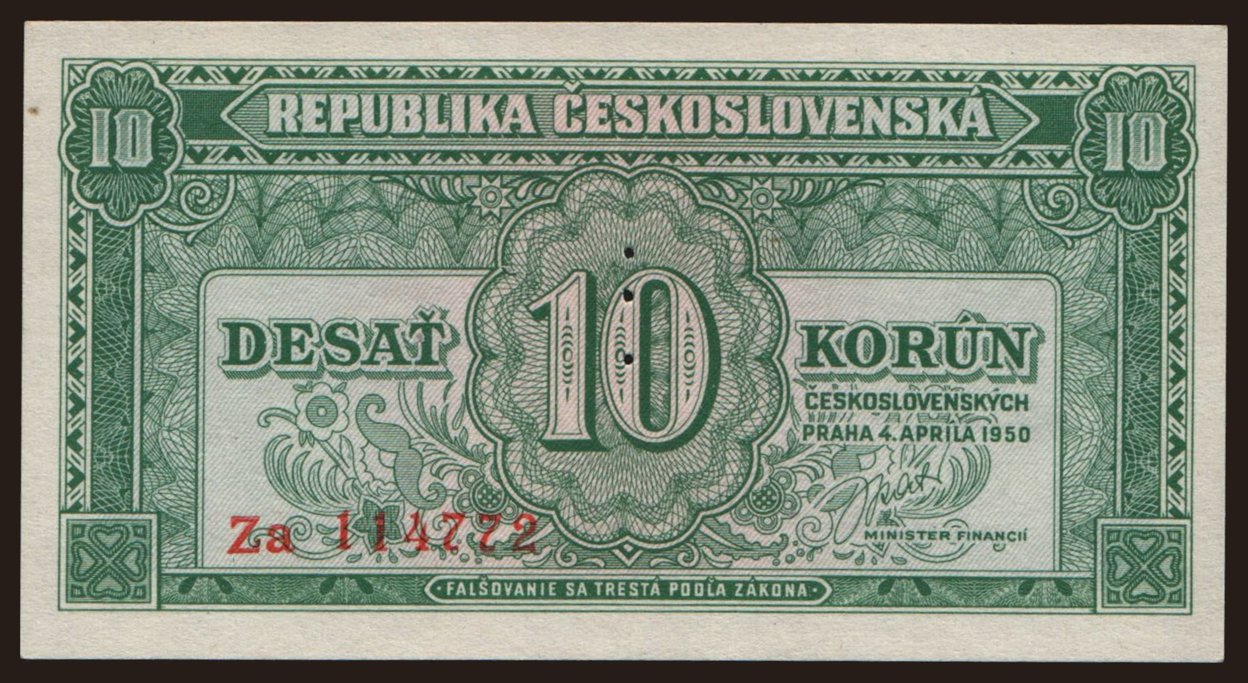 10 REPUBLIKA ČESKOSLOVENSKÁ 10
DESAŤ 10 KORÚN
ČESKOSLOVENSKÝCH
PRAHA 4. APRÍLA 1950
MINISTER FINANCIÍ
Za 114772
FALŠOVANIE SA TRESTÁ PODĽA ZÁKONA